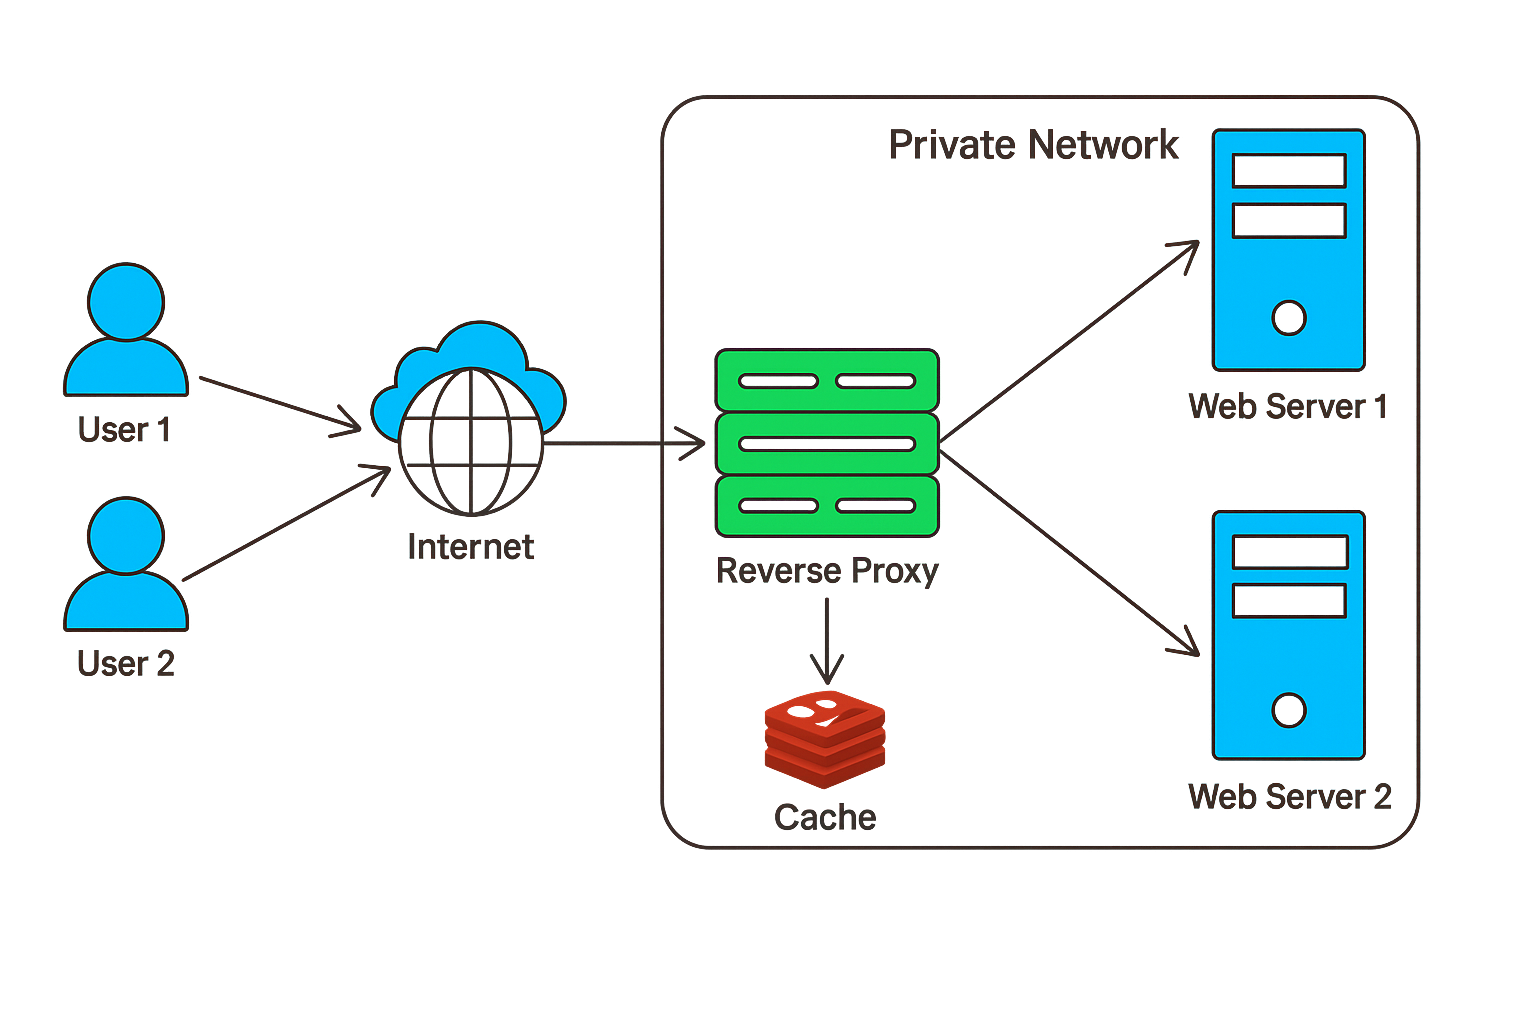 Private Network
User 1
User 2
Internet
Reverse Proxy
Cache
Web Server 1
Web Server 2